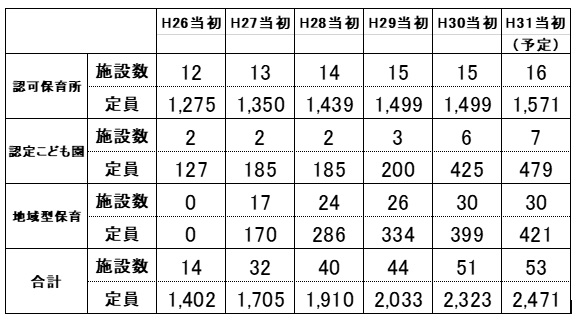 H26当初 H27当初 H28当初 H29当初 H30当初 H31当初
(予定)
認可保育所 施設数 12 13 14 15 15 16
定員 1,275 1,350 1,439 1,499 1,499 1,571
認定こども園 施設数 2 2 2 3 6 7
定員 127 185 185 200 425 479
地域型保育 施設数 0 17 24 26 30 30
定員 0 170 286 334 399 421
合計 施設数 14 32 40 44 51 53
定員 1,402 1,705 1,910 2,033 2,323 2,471